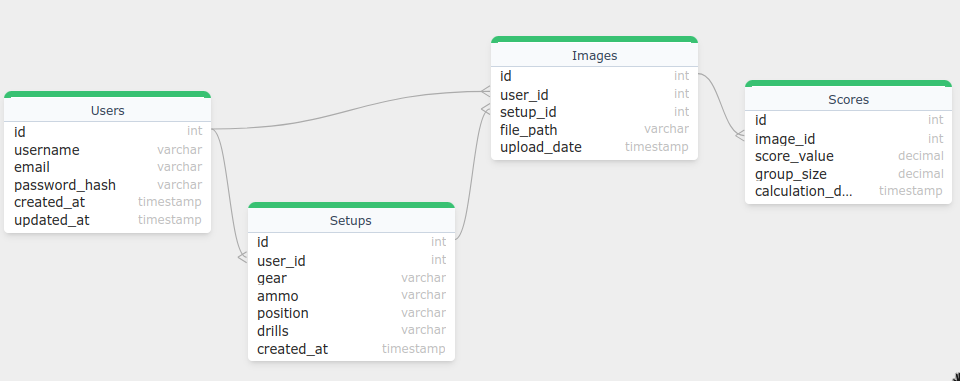 Users
id int
username varchar
email varchar
password_hash varchar
created_at timestamp
updated_at timestamp
Setups
id int
user_id int
gear varchar
ammo varchar
position varchar
drills varchar
created_at timestamp
Images
id int
user_id int
setup_id int
file_path varchar
upload_date timestamp
Scores
id int
image_id int
score_value decimal
group_size decimal
calculation_d... timestamp